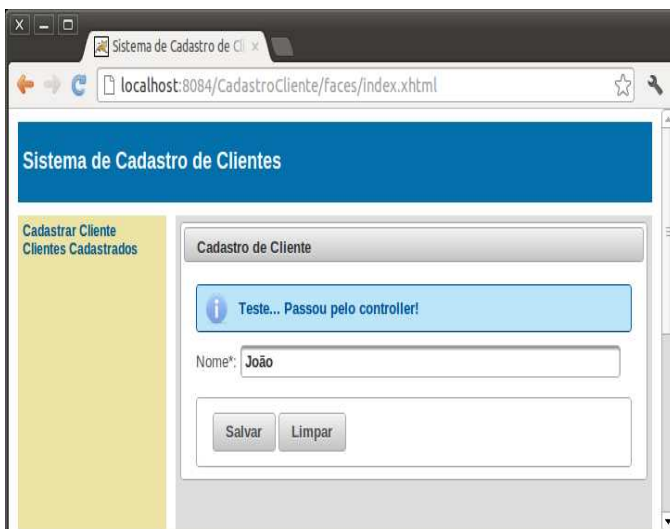 Sistema de Cadastro de Cli
localhost:8084/CadastroCliente/faces/index.xhtml
Sistema de Cadastro de Clientes
Cadastrar Cliente
Clientes Cadastrados
Cadastro de Cliente
Teste... Passou pelo controller!
Nome*: João
Salvar Limpar